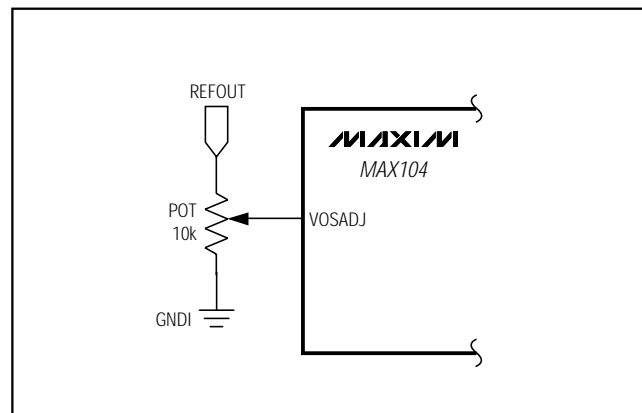 REFOUT
MAXIM
MAX104
POT
10k
VOSADJ
GNDI